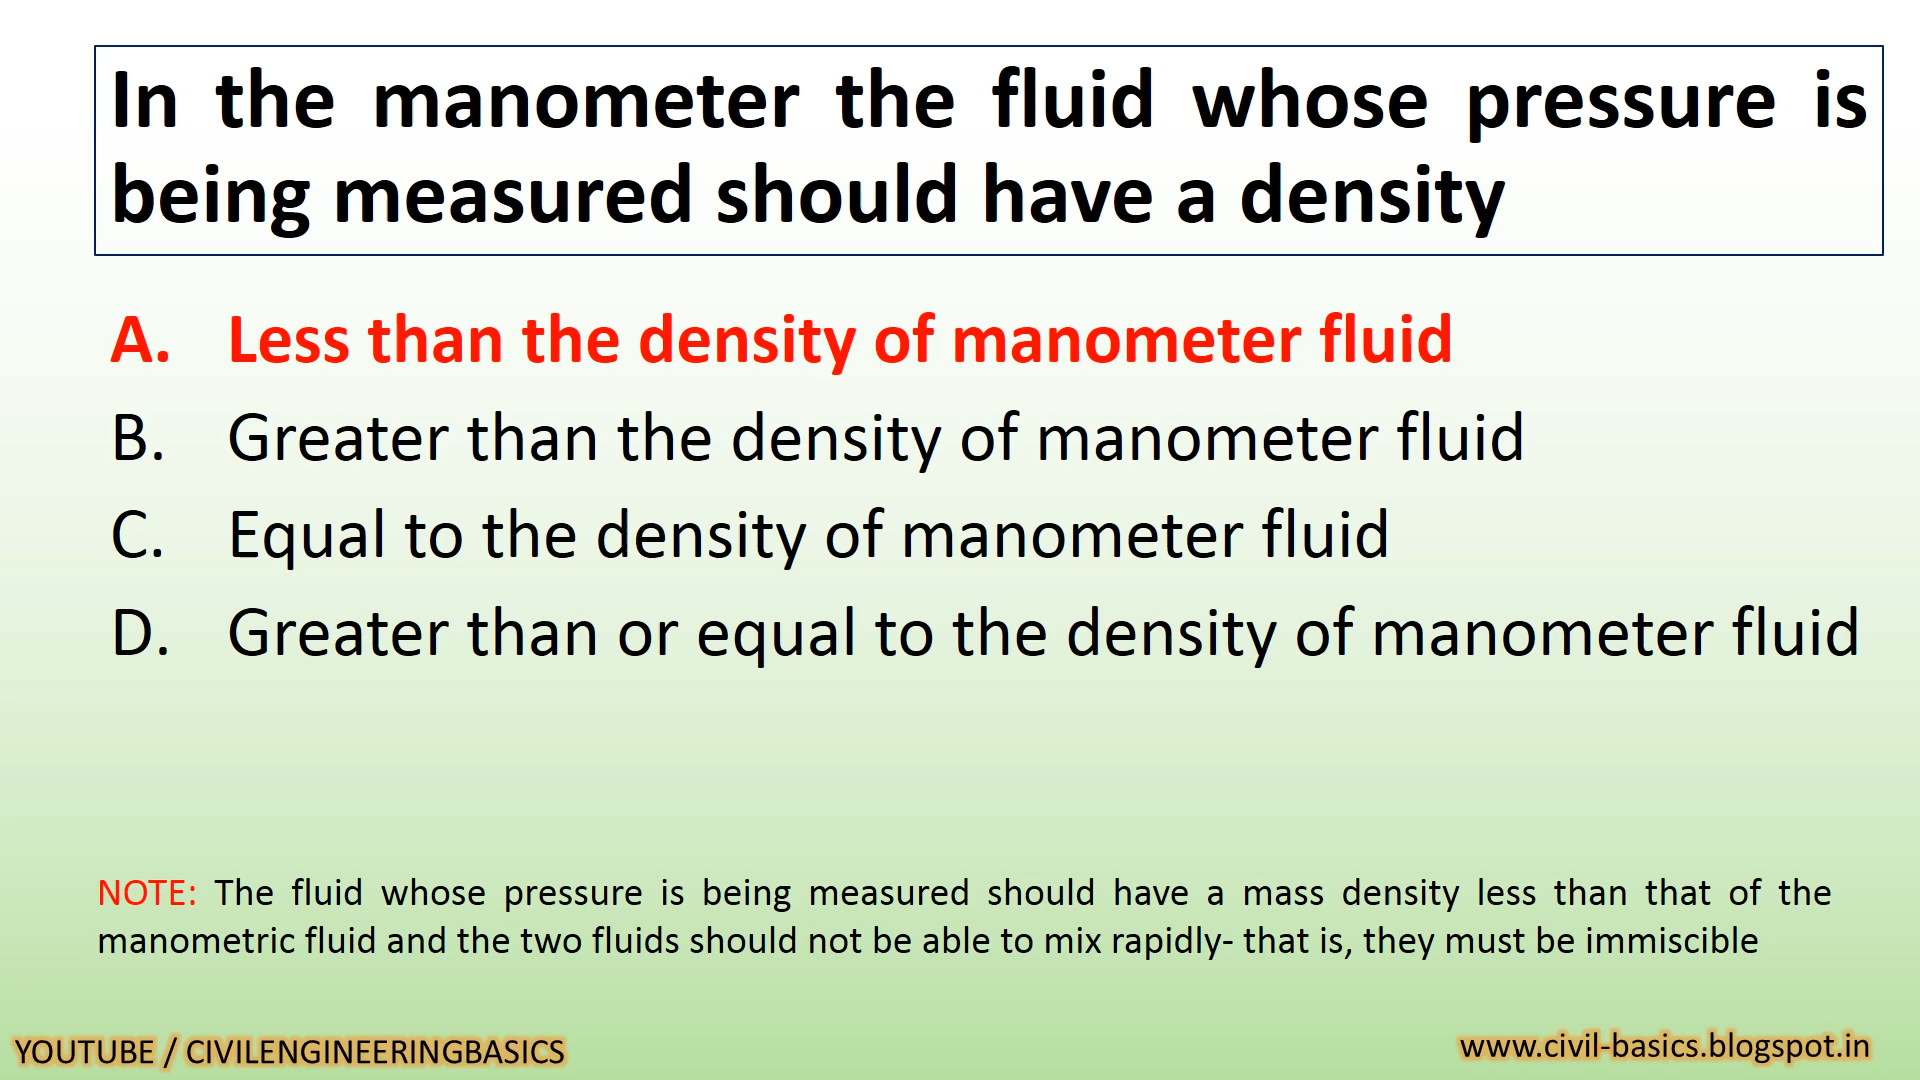 In the manometer the fluid whose pressure is
being measured should have a density
A. Less than the density of manometer fluid
B. Greater than the density of manometer fluid
C. Equal to the density of manometer fluid
D. Greater than or equal to the density of manometer fluid
NOTE: The fluid whose pressure is being measured should have a mass density less than that of the
manometric fluid and the two fluids should not be able to mix rapidly- that is, they must be immiscible
YOUTUBE / CIVILENGINEERINGBASICS
www.civil-basics.blogspot.in